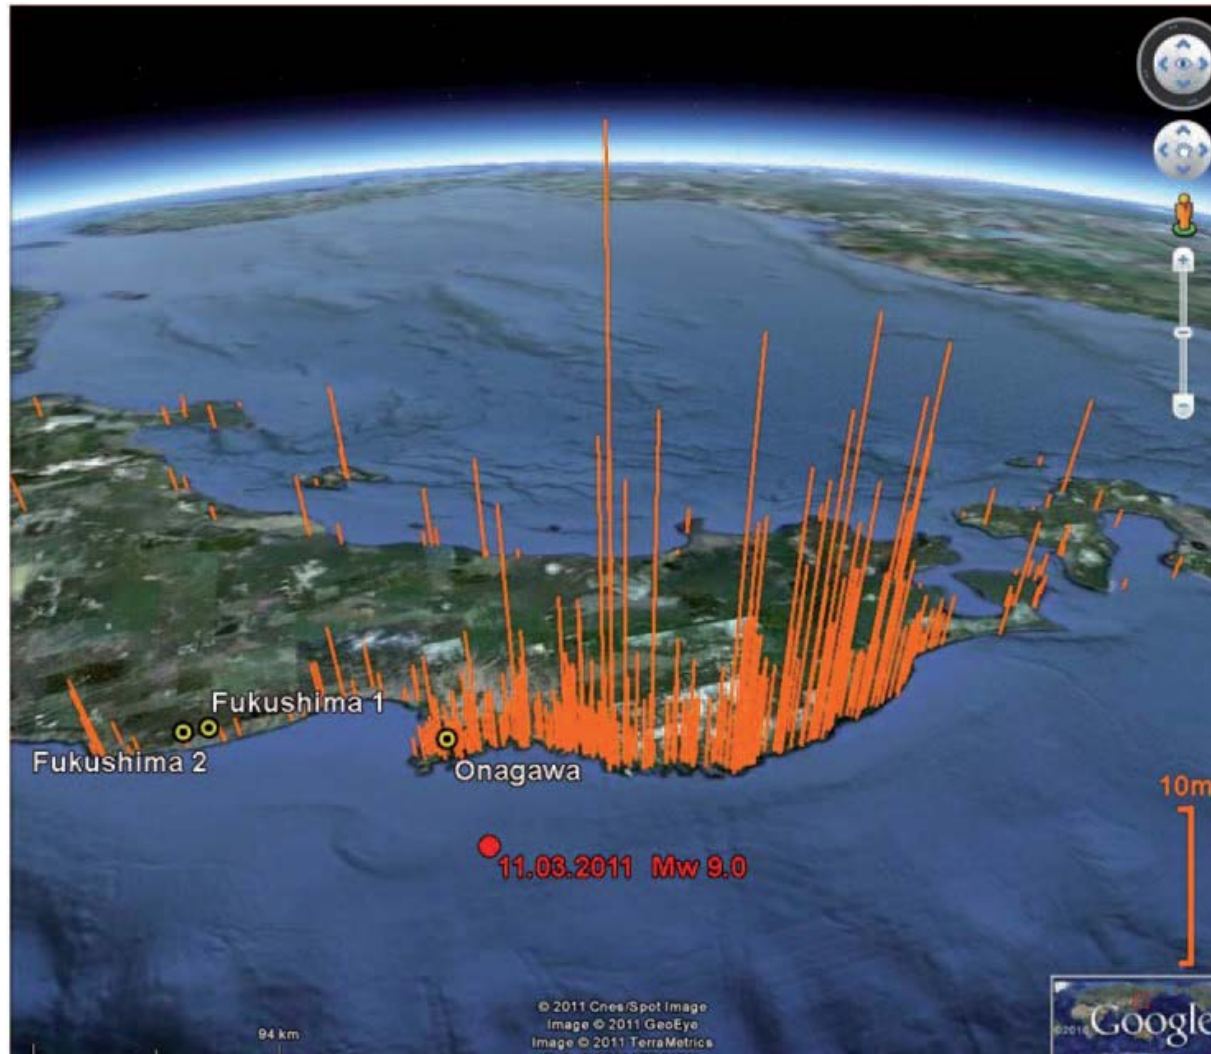 Fukushima 1
Fukushima 2
Onagawa
10m
11.03.2011 Mw 9.0
© 2011 Cnes/Spot Image
Image © 2011 GeoEye
Image © 2011 TerraMetrics
94 km
©2010 Google